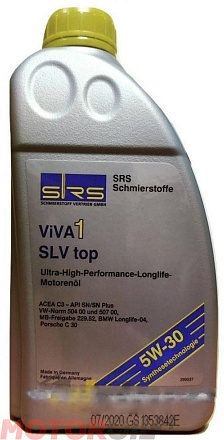 SRS
SCHMIERSTOFF VERTRIEB GMBH
SRS
Schmierstoffe
ViVA1
SLV top
Ultra-High-Performance-Longlife-
Motorenöl
ACEA C3 – API SN/SN Plus
VW-Norm 504 00 und 507 00,
MB-Freigabe 229.52, BMW Longlife-04,
Porsche C 30
5W-30
Synthesetechnologie
Made in Germany
Fabriqué en Allemagne
07/2020 GS 1353842E